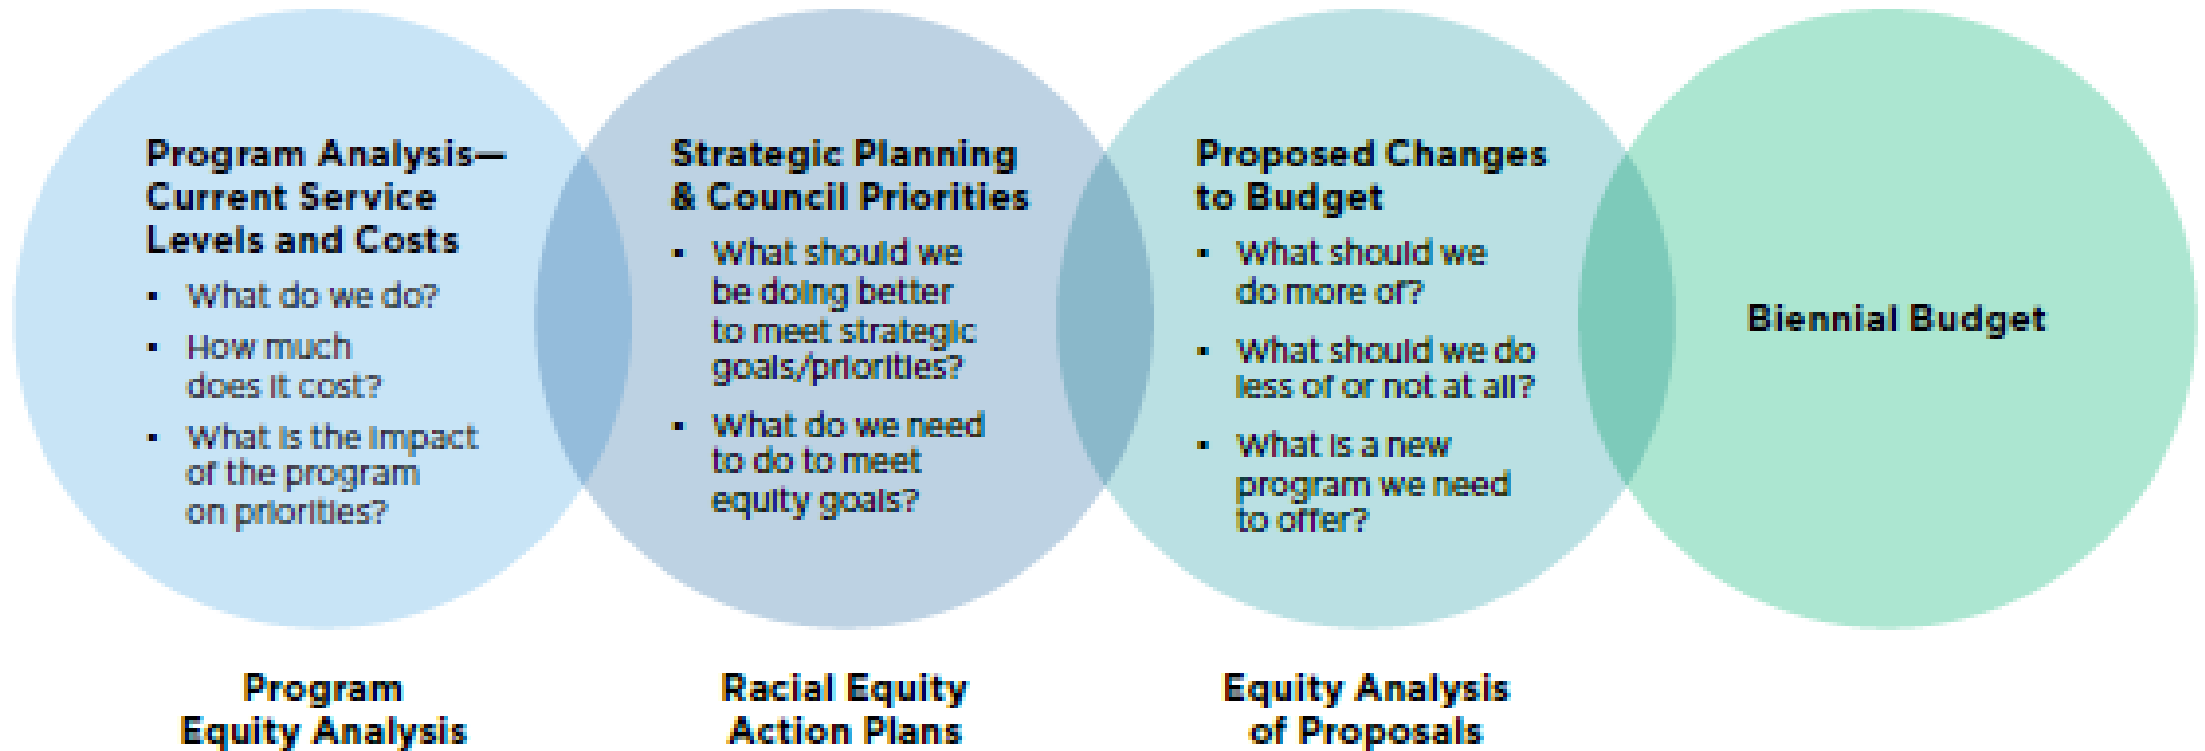 Program Analysis—
Current Service
Levels and Costs
▪ What do we do?
▪ How much
does it cost?
▪ What is the impact
of the program
on priorities?
Strategic Planning
& Council Priorities
▪ What should we
be doing better
to meet strategic
goals/priorities?
▪ What do we need
to do to meet
equity goals?
Proposed Changes
to Budget
▪ What should we
do more of?
▪ What should we do
less of or not at all?
▪ What is a new
program we need
to offer?
Biennial Budget
Program
Equity Analysis
Racial Equity
Action Plans
Equity Analysis
of Proposals